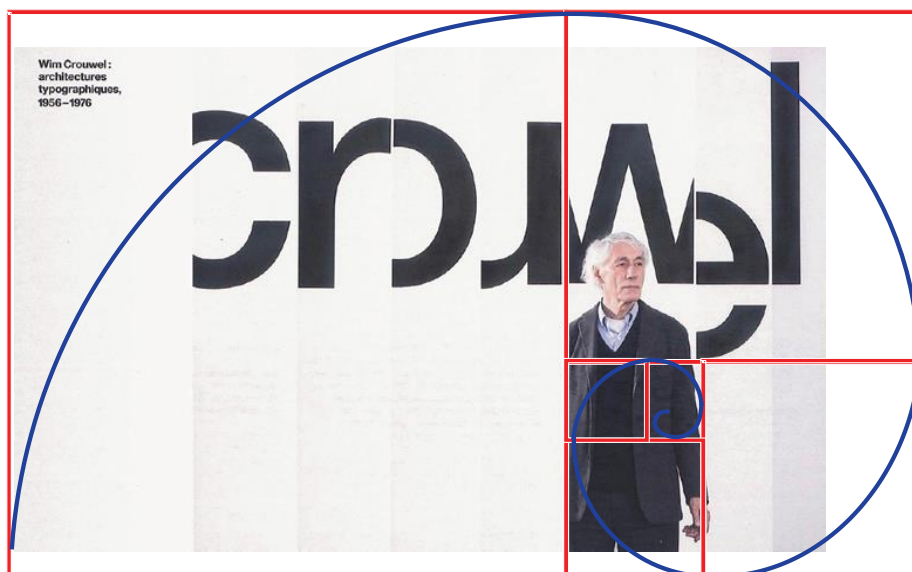 Wim Crouwel:
architectures
typographiques,
1956–1976
crouwel